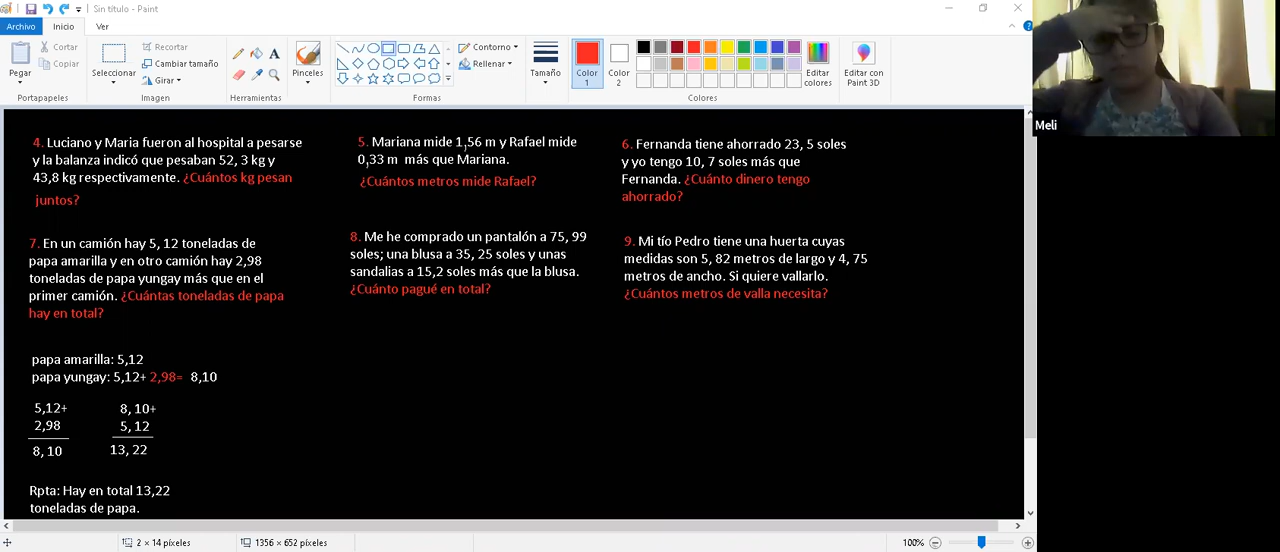 Sin título - Paint
Archivo
Inicio
Ver
Pegar
Cortar
Copiar
Portapapeles
Seleccionar
Recortar
Cambiar tamaño
Girar
Imagen
Herramientas
Pinceles
Contorno
Rellenar
Formas
Tamaño
Color
1
Color
2
Editar
colores
Colores
Editar con
Paint 3D
Meli
4. Luciano y Maria fueron al hospital a pesarse
y la balanza indicó que pesaban 52, 3 kg y
43,8 kg respectivamente. ¿Cuántos kg pesan
juntos?
5. Mariana mide 1,56 m y Rafael mide
0,33 m más que Mariana.
¿Cuántos metros mide Rafael?
6. Fernanda tiene ahorrado 23, 5 soles
y yo tengo 10, 7 soles más que
Fernanda. ¿Cuánto dinero tengo
ahorrado?
7. En un camión hay 5, 12 toneladas de
papa amarilla y en otro camión hay 2,98
toneladas de papa yungay más que en el
primer camión. ¿Cuántas toneladas de papa
hay en total?
8. Me he comprado un pantalón a 75, 99
soles; una blusa a 35, 25 soles y unas
sandalias a 15,2 soles más que la blusa.
¿Cuánto pagué en total?
9. Mi tío Pedro tiene una huerta cuyas
medidas son 5, 82 metros de largo y 4, 75
metros de ancho. Si quiere vallarlo.
¿Cuántos metros de valla necesita?
papa amarilla: 5,12
papa yungay: 5,12+ 2,98= 8,10
5,12+
2,98
8, 10
8, 10+
5, 12
13, 22
Rpta: Hay en total 13,22
toneladas de papa.
2 × 14 píxeles
1356 × 652 píxeles
100%